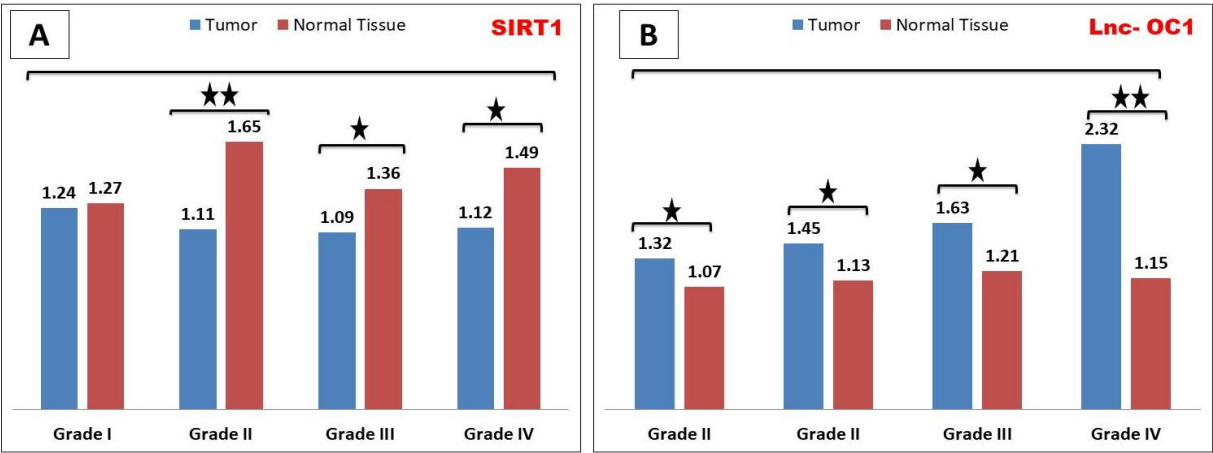 A
Tumor Normal Tissue
SIRT1
★★
★
★
1.24 1.27
1.11 1.65
1.09 1.36
1.12 1.49
Grade I Grade II Grade III Grade IV
B
Tumor Normal Tissue
Lnc- OC1
★
★
★
★★
1.32 1.07
1.45 1.13
1.63 1.21
2.32 1.15
Grade II Grade II Grade III Grade IV